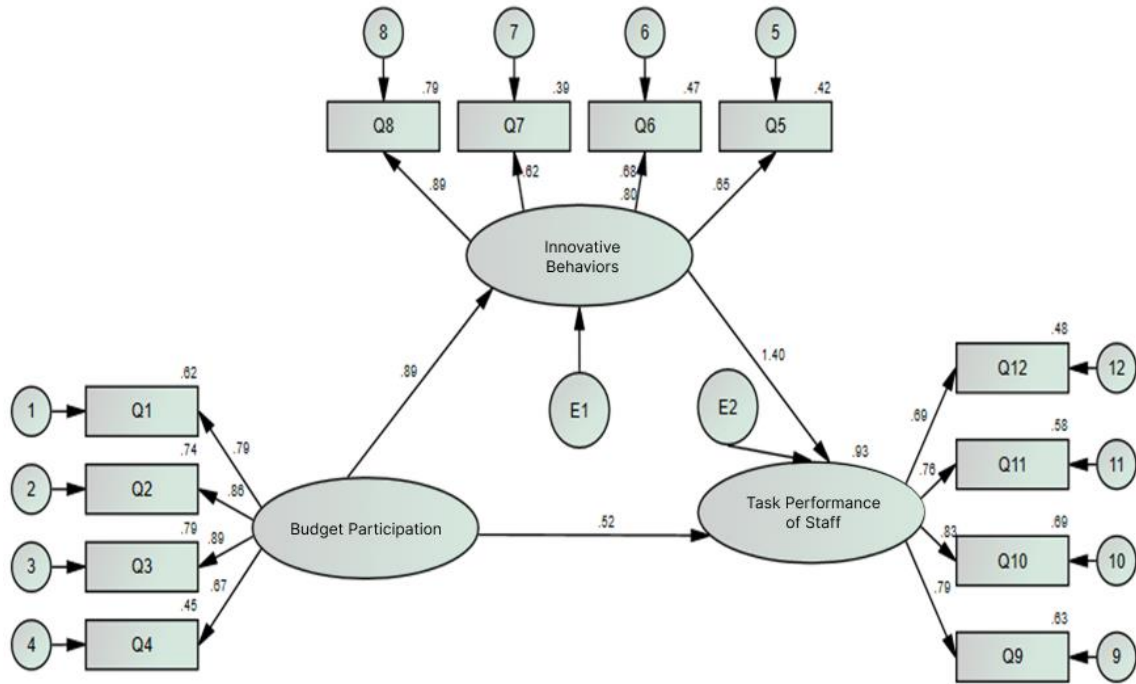 8 7 6 5
.79 .39 .47 .42
Q8 Q7 Q6 Q5
.89 .62 .68 .65
.80
Innovative
Behaviors
.89 1.40
E1 E2
.62
1 Q1
.79
.74
2 Q2
.86
.79 .89
3 Q3
.67
.45
4 Q4
Budget Participation
.52
.93
Task Performance
of Staff
.48
Q12 12
.69
.58
Q11 11
.76
.69
.83
Q10 10
.79
.63
Q9 9